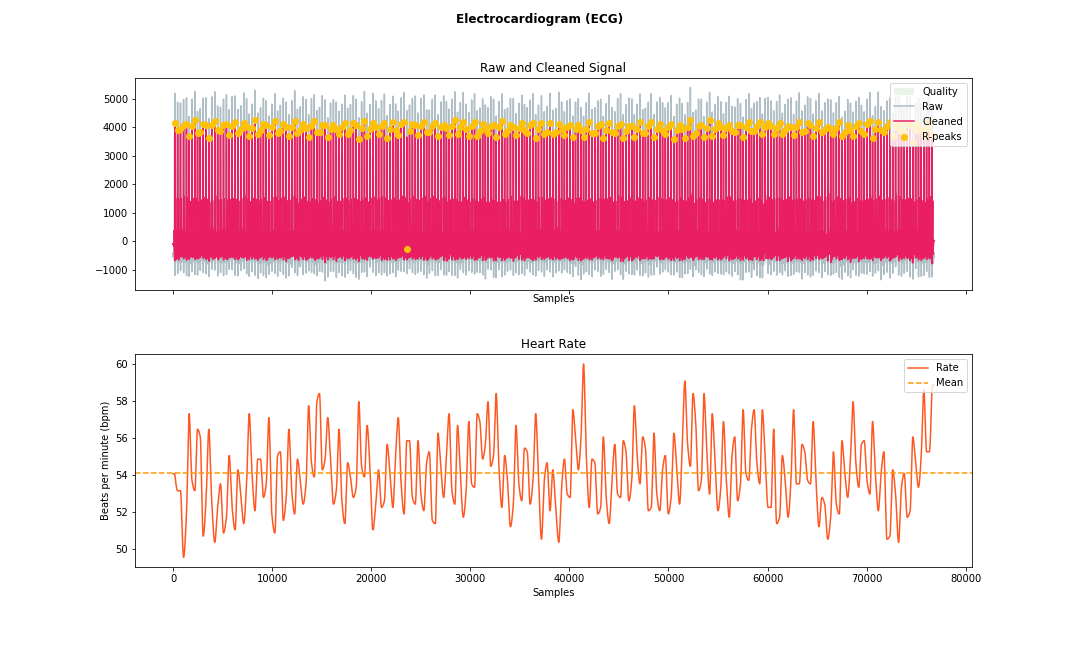 Electrocardiogram (ECG)
Raw and Cleaned Signal
5000
4000
3000
2000
1000
0
−1000
Quality
Raw
Cleaned
R-peaks
Samples
Heart Rate
60
58
56
54
52
50
Beats per minute (bpm)
Rate
Mean
0 10000 20000 30000 40000 50000 60000 70000 80000
Samples